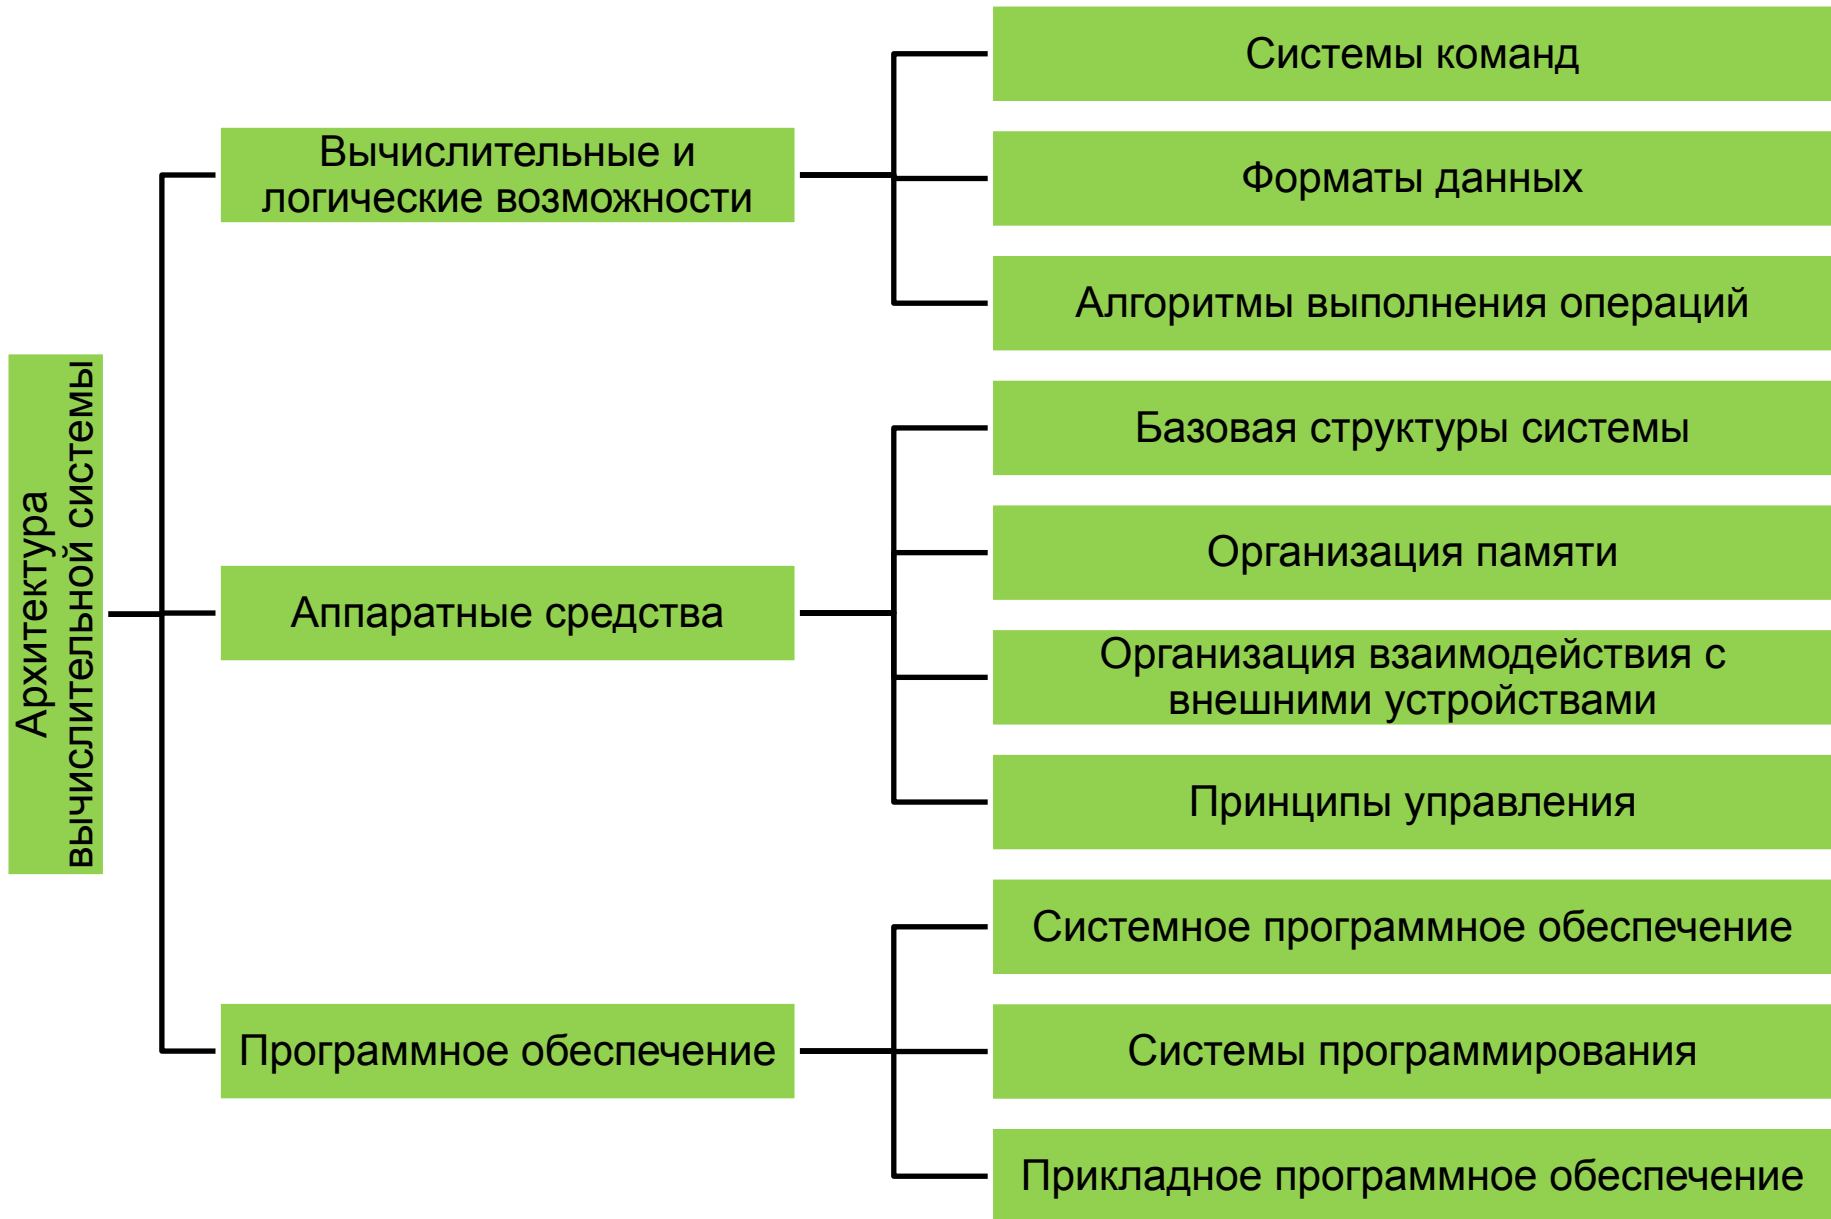 Архитектура
вычислительной системы
Вычислительные и
логические возможности
Системы команд
Форматы данных
Алгоритмы выполнения операций
Аппаратные средства
Базовая структуры системы
Организация памяти
Организация взаимодействия с
внешними устройствами
Принципы управления
Программное обеспечение
Системное программное обеспечение
Системы программирования
Прикладное программное обеспечение